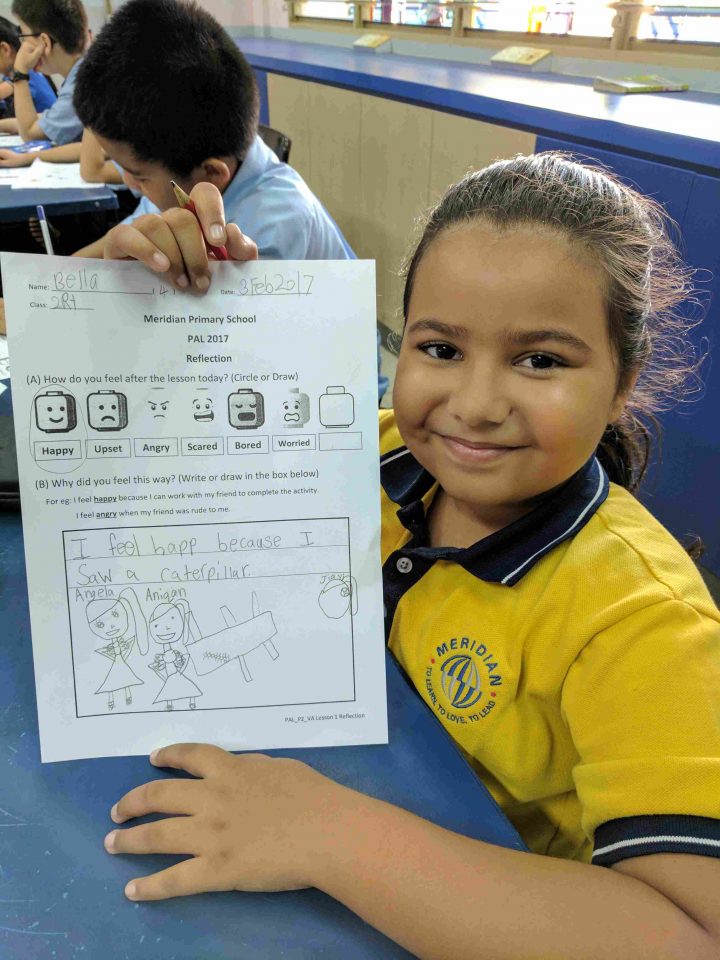 Name: Bella (4) Date: 3Feb2017
Class: 2R4
Meridian Primary School
PAL 2017
Reflection
(A) How do you feel after the lesson today? (Circle or Draw)
Happy Upset Angry Scared Bored Worried
(B) Why did you feel this way? (Write or draw in the box below)
For eg: I feel happy because I can work with my friend to complete the activity.
I feel angry when my friend was rude to me.
I feel happ because I
Saw a caterpillar.
Angela Anigan
PAL_P2_VA Lesson 1 Reflection
MERIDIAN
TO LEARN, TO LOVE, TO LEAD